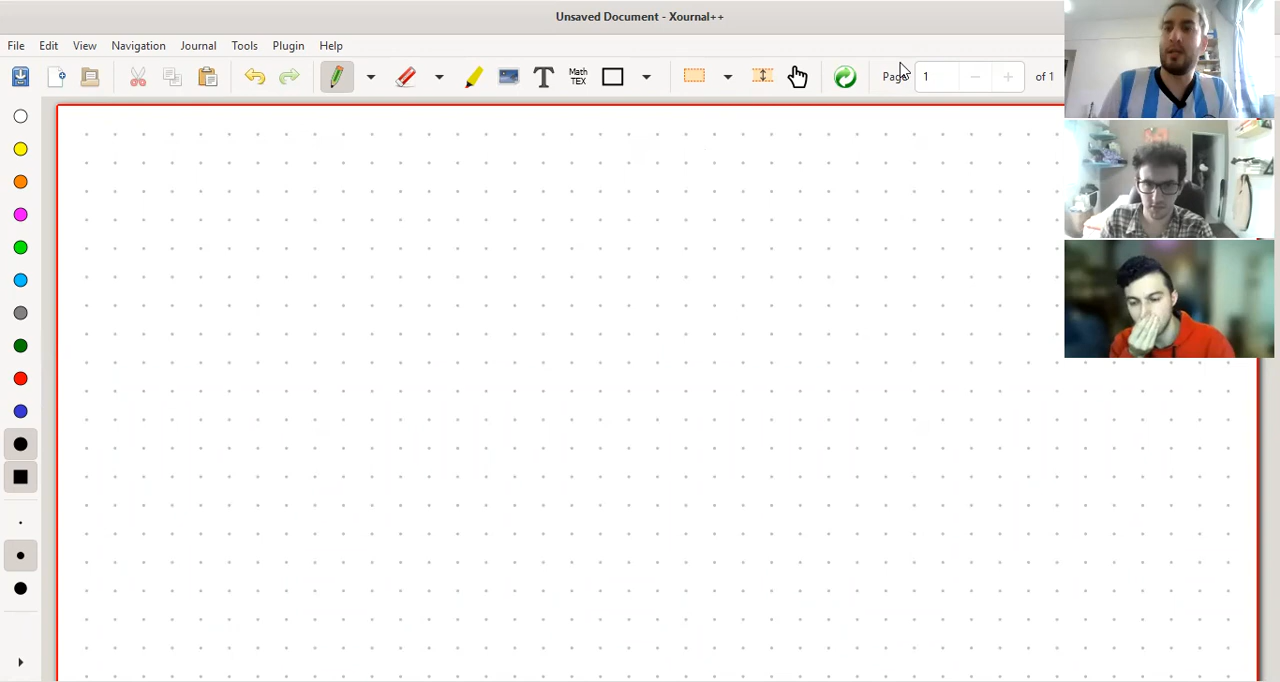 Unsaved Document - Xournal++
File Edit View Navigation Journal Tools Plugin Help
Math
TEX
Page 1 of 1